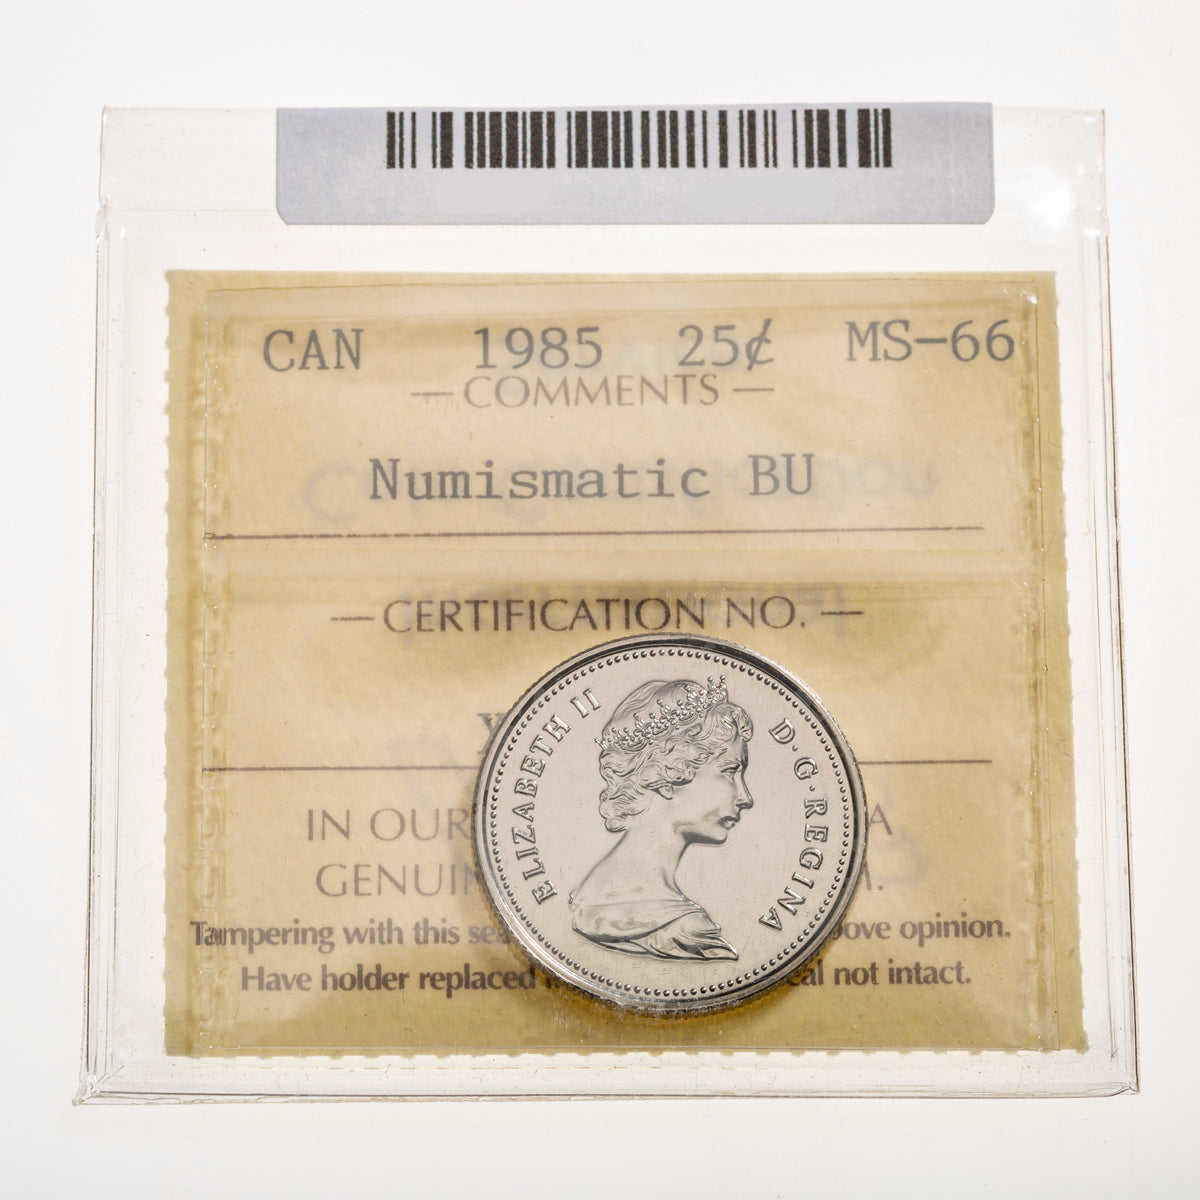 CAN 1985 25¢ MS-66
— COMMENTS —
Numismatic BU
— CERTIFICATION NO. —
ELIZABETH II D·G·REGINA
IN OUR A
GENUIN M.
Tampering with this sea ove opinion.
Have holder replaced eal not intact.